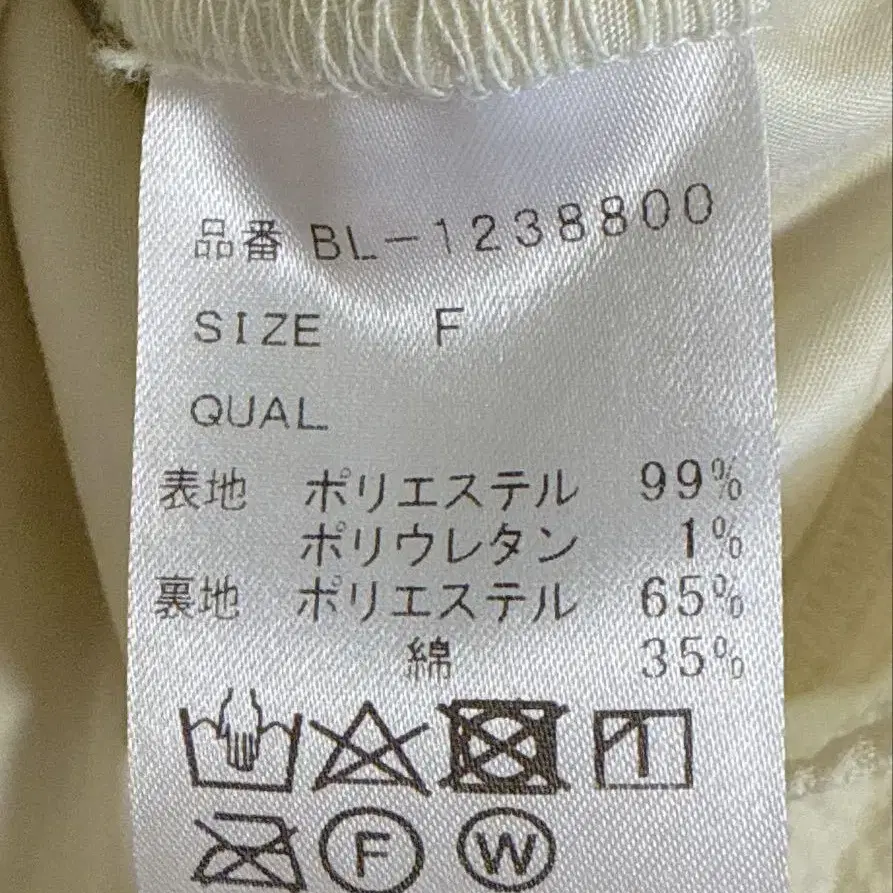 品番 BL-1238800
SIZE F
QUAL
表地 ポリエステル 99%
ポリウレタン 1%
裏地 ポリエステル 65%
綿 35%
F W